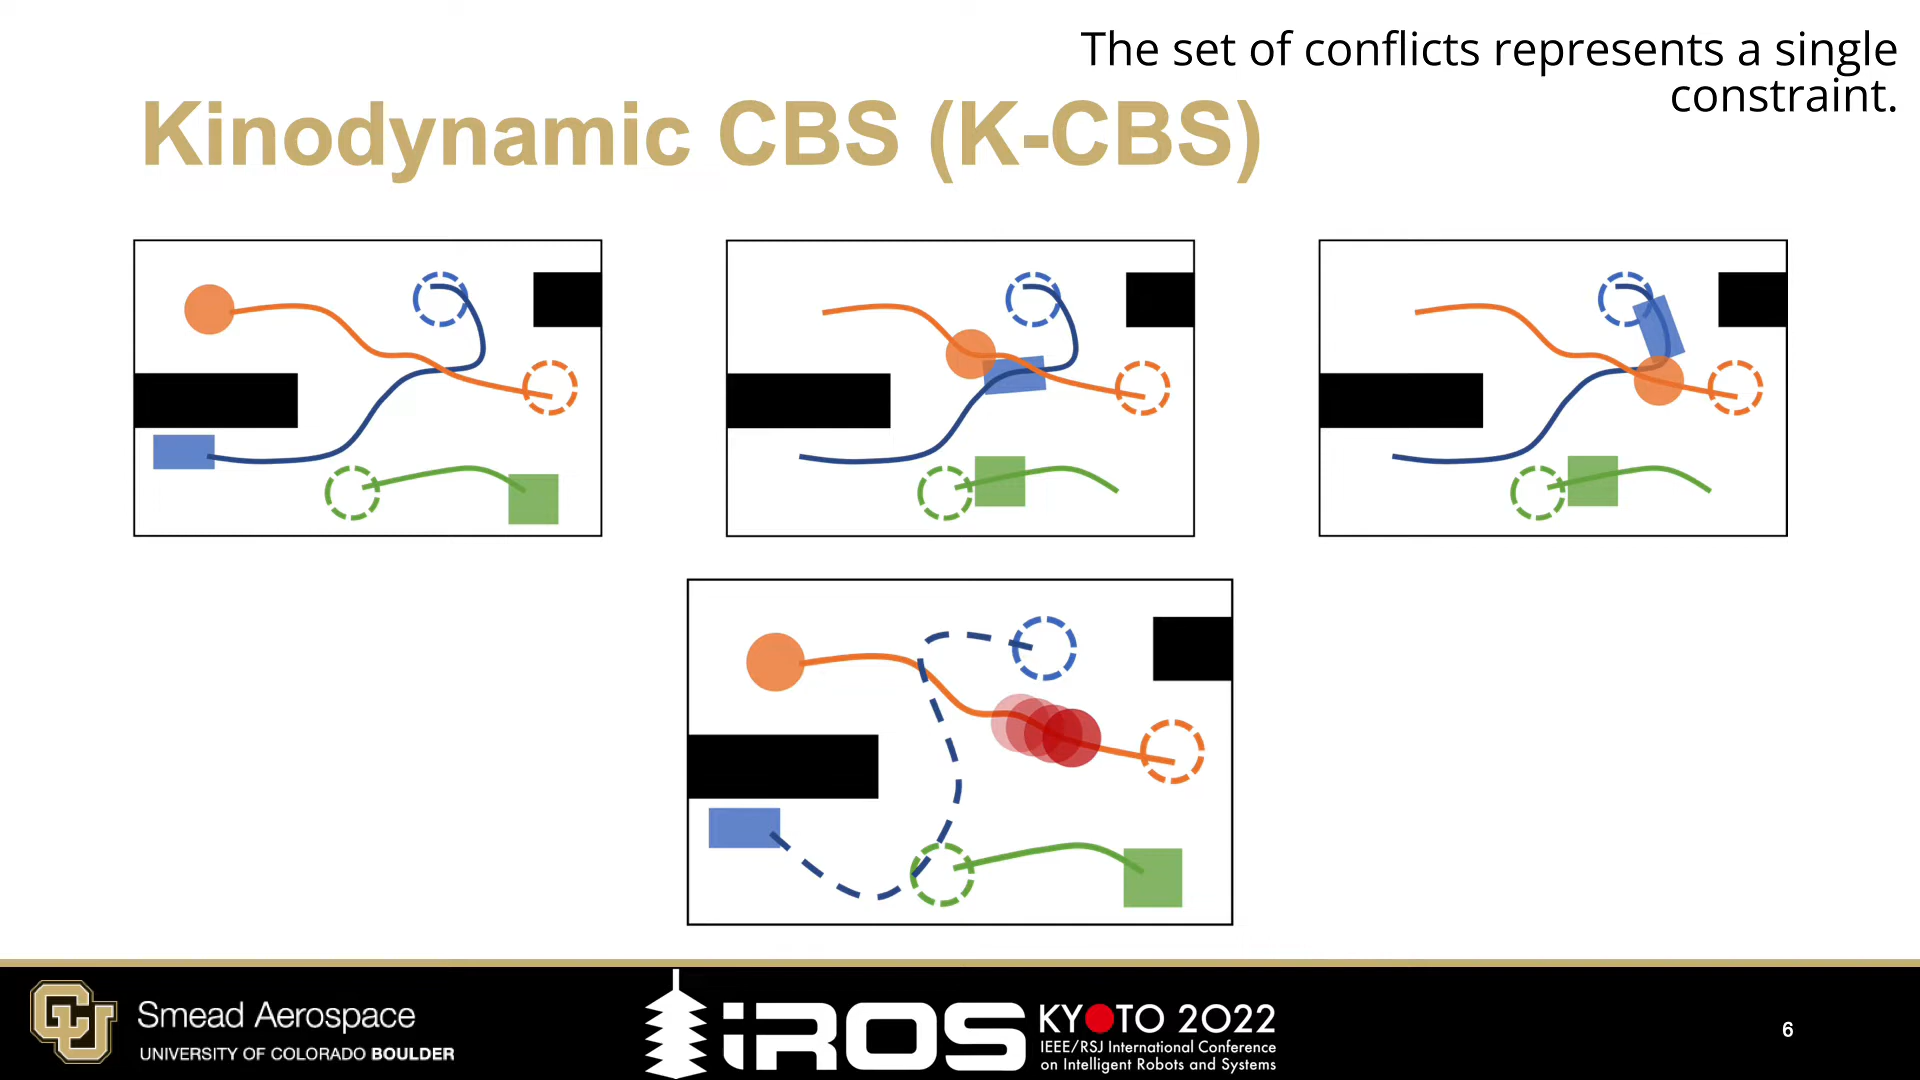 The set of conflicts represents a single
constraint.
Kinodynamic CBS (K-CBS)
CU
Smead Aerospace
UNIVERSITY OF COLORADO BOULDER
iROS
KYOTO 2022
IEEE/RSJ International Conference
on Intelligent Robots and Systems
6